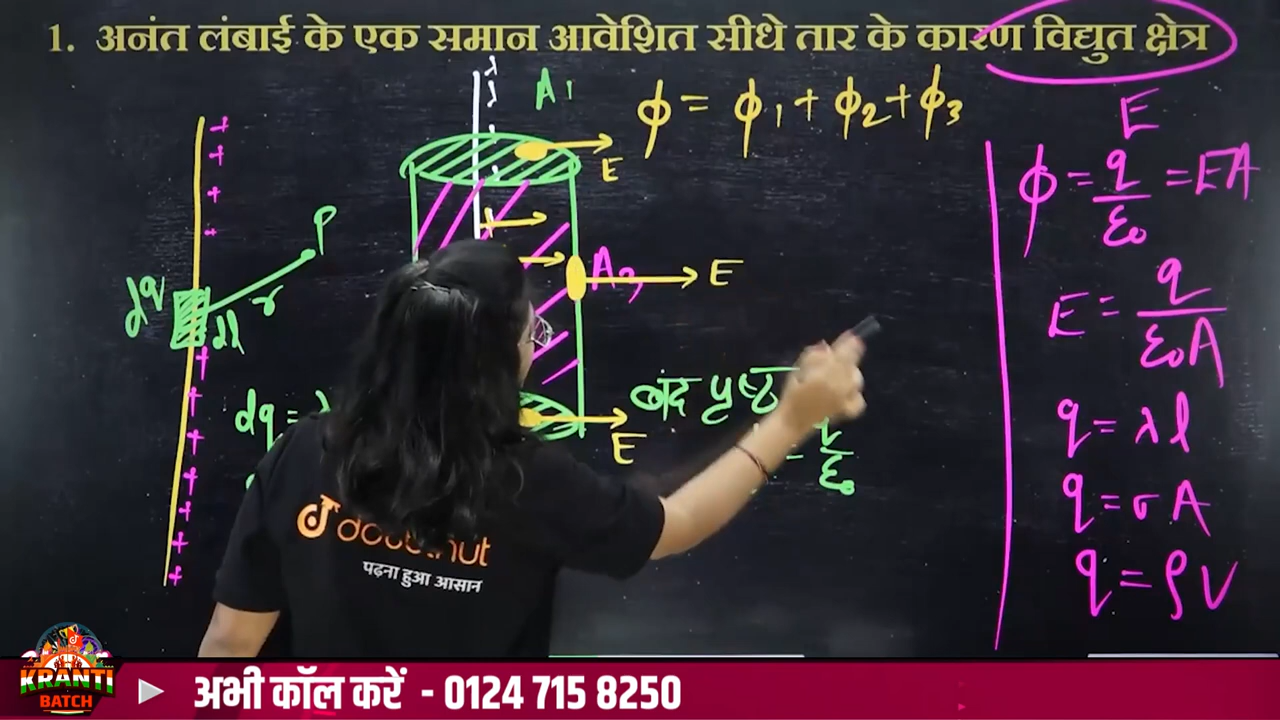 1. अनंत लंबाई के एक समान आवेशित सीधे तार के कारण विद्युत क्षेत्र
A₁
ϕ = ϕ₁ + ϕ₂ + ϕ₃
E
E
ϕ = q/ε₀ = EA
P
A₂
E
dq
dl
r
E = q/ε₀A
dq = λ
बंद पृष्ठ
E
= q/ε₀
q = λl
q = σA
q = ρV
doubtnut
पढ़ना हुआ आसान
KRANTI
BATCH
अभी कॉल करें - 0124 715 8250